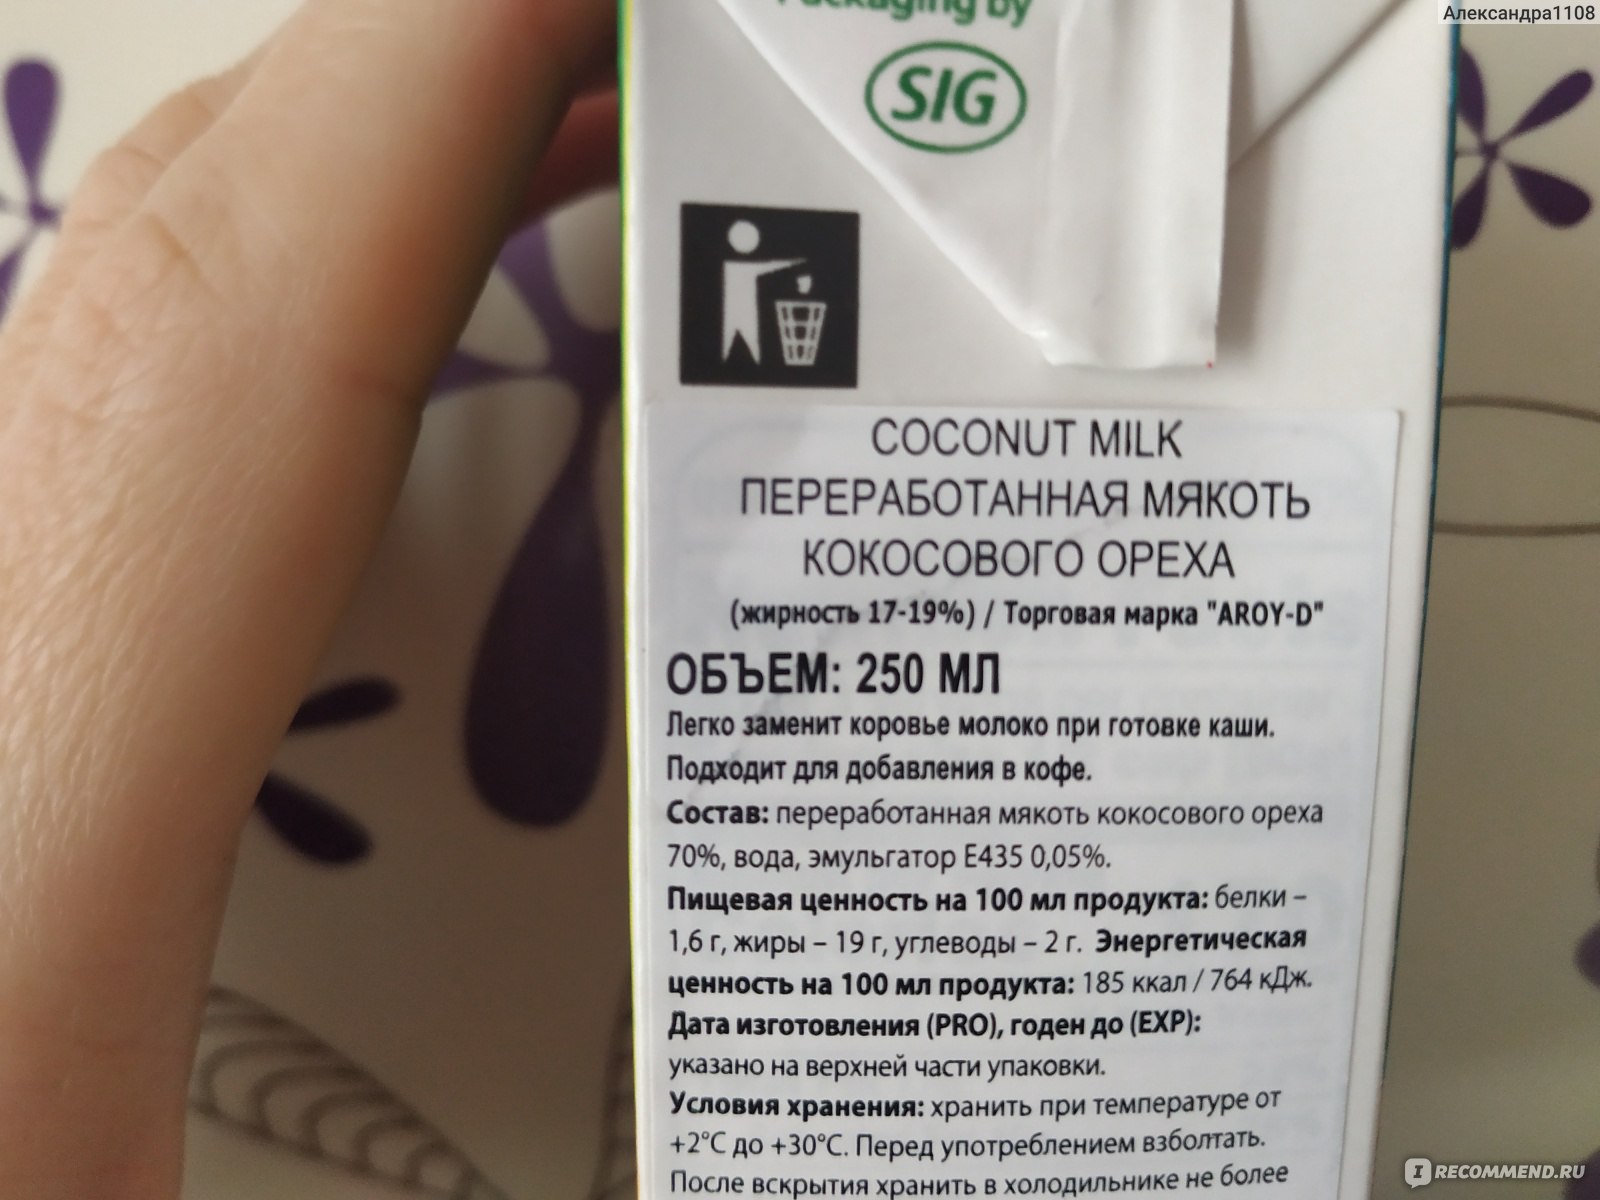 Александра1108
Packaging by
SIG
COCONUT MILK
ПЕРЕРАБОТАННАЯ МЯКОТЬ
КОКОСОВОГО ОРЕХА
(жирность 17-19%) / Торговая марка "AROY-D"
ОБЪЕМ: 250 МЛ
Легко заменит коровье молоко при готовке каши.
Подходит для добавления в кофе.
Состав: переработанная мякоть кокосового ореха
70%, вода, эмульгатор Е435 0,05%.
Пищевая ценность на 100 мл продукта: белки –
1,6 г, жиры – 19 г, углеводы – 2 г. Энергетическая
ценность на 100 мл продукта: 185 ккал / 764 кДж.
Дата изготовления (PRO), годен до (EXP):
указано на верхней части упаковки.
Условия хранения: хранить при температуре от
+2°С до +30°С. Перед употреблением взболтать.
После вскрытия хранить в холодильнике не более
I RECOMMEND.RU